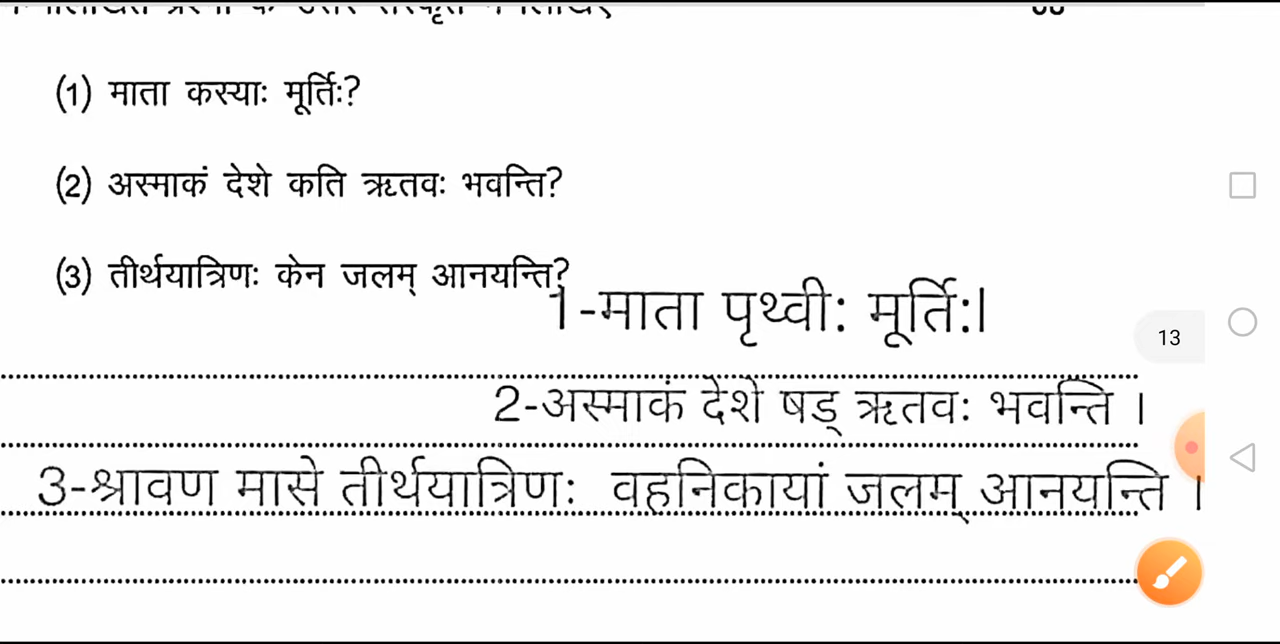 (1) माता कस्याः मूर्तिः?
(2) अस्माकं देशे कति ऋतवः भवन्ति?
(3) तीर्थयात्रिणः केन जलम् आनयन्ति?
1-माता पृथ्वी: मूर्ति:।
13
2-अस्माकं देशे षड् ऋतवः भवन्ति ।
3-श्रावण मासे तीर्थयात्रिणः वहनिकायां जलम् आनयन्ति ।